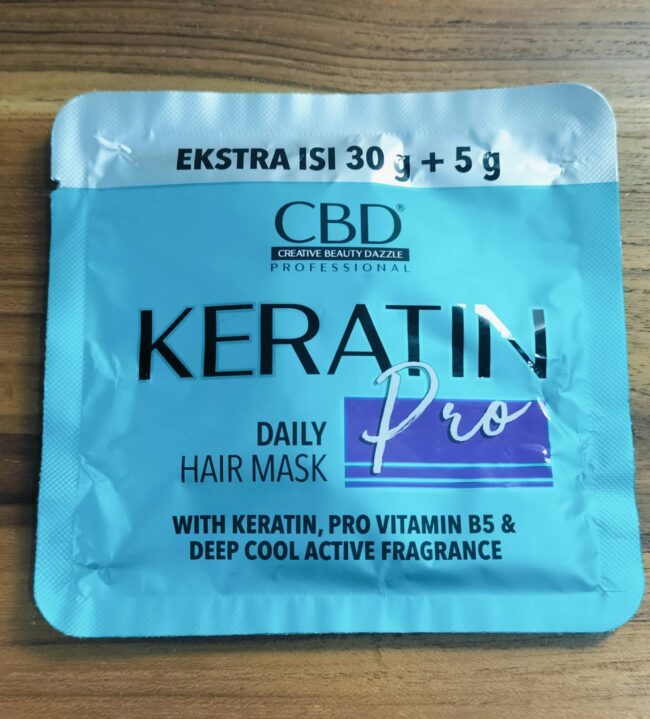 EKSTRA ISI 30 g + 5 g
CBD®
CREATIVE BEAUTY DAZZLE
PROFESSIONAL
KERATIN
Pro
DAILY
HAIR MASK
WITH KERATIN, PRO VITAMIN B5 &
DEEP COOL ACTIVE FRAGRANCE